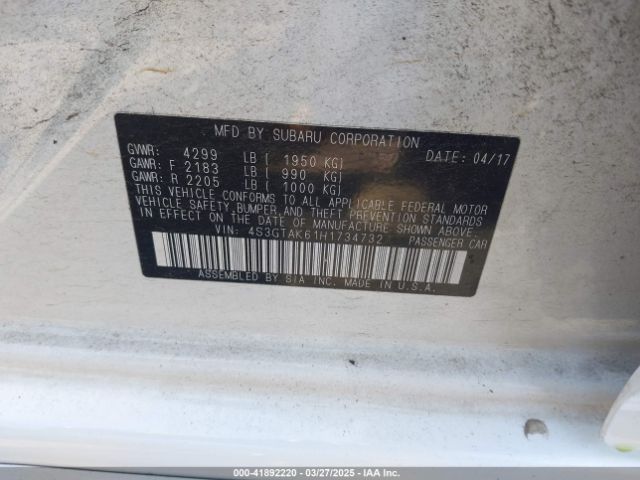 MFD BY SUBARU CORPORATION
GVWR: 4299 LB [ 1950 KG] DATE: 04/17
GAWR: F 2183 LB [ 990 KG]
GAWR: R 2205 LB [ 1000 KG]
THIS VEHICLE CONFORMS TO ALL APPLICABLE FEDERAL MOTOR
VEHICLE SAFETY, BUMPER, AND THEFT PREVENTION STANDARDS
IN EFFECT ON THE DATE OF MANUFACTURE SHOWN ABOVE.
VIN: 4S3GTAK61H1734732 PASSENGER CAR
ASSEMBLED BY SIA INC. MADE IN U.S.A.
000-41892220 | 03/27/2025 | IAA Inc.